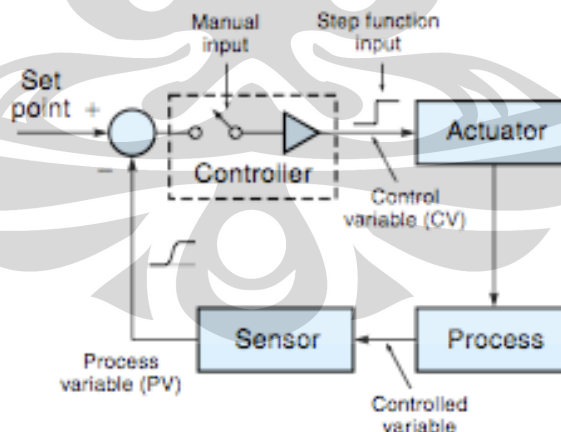 Manual
input
Step function
input
Set
point +
−
Controller
Actuator
Control
variable (CV)
Sensor
Process
Process
variable (PV)
Controlled
variable